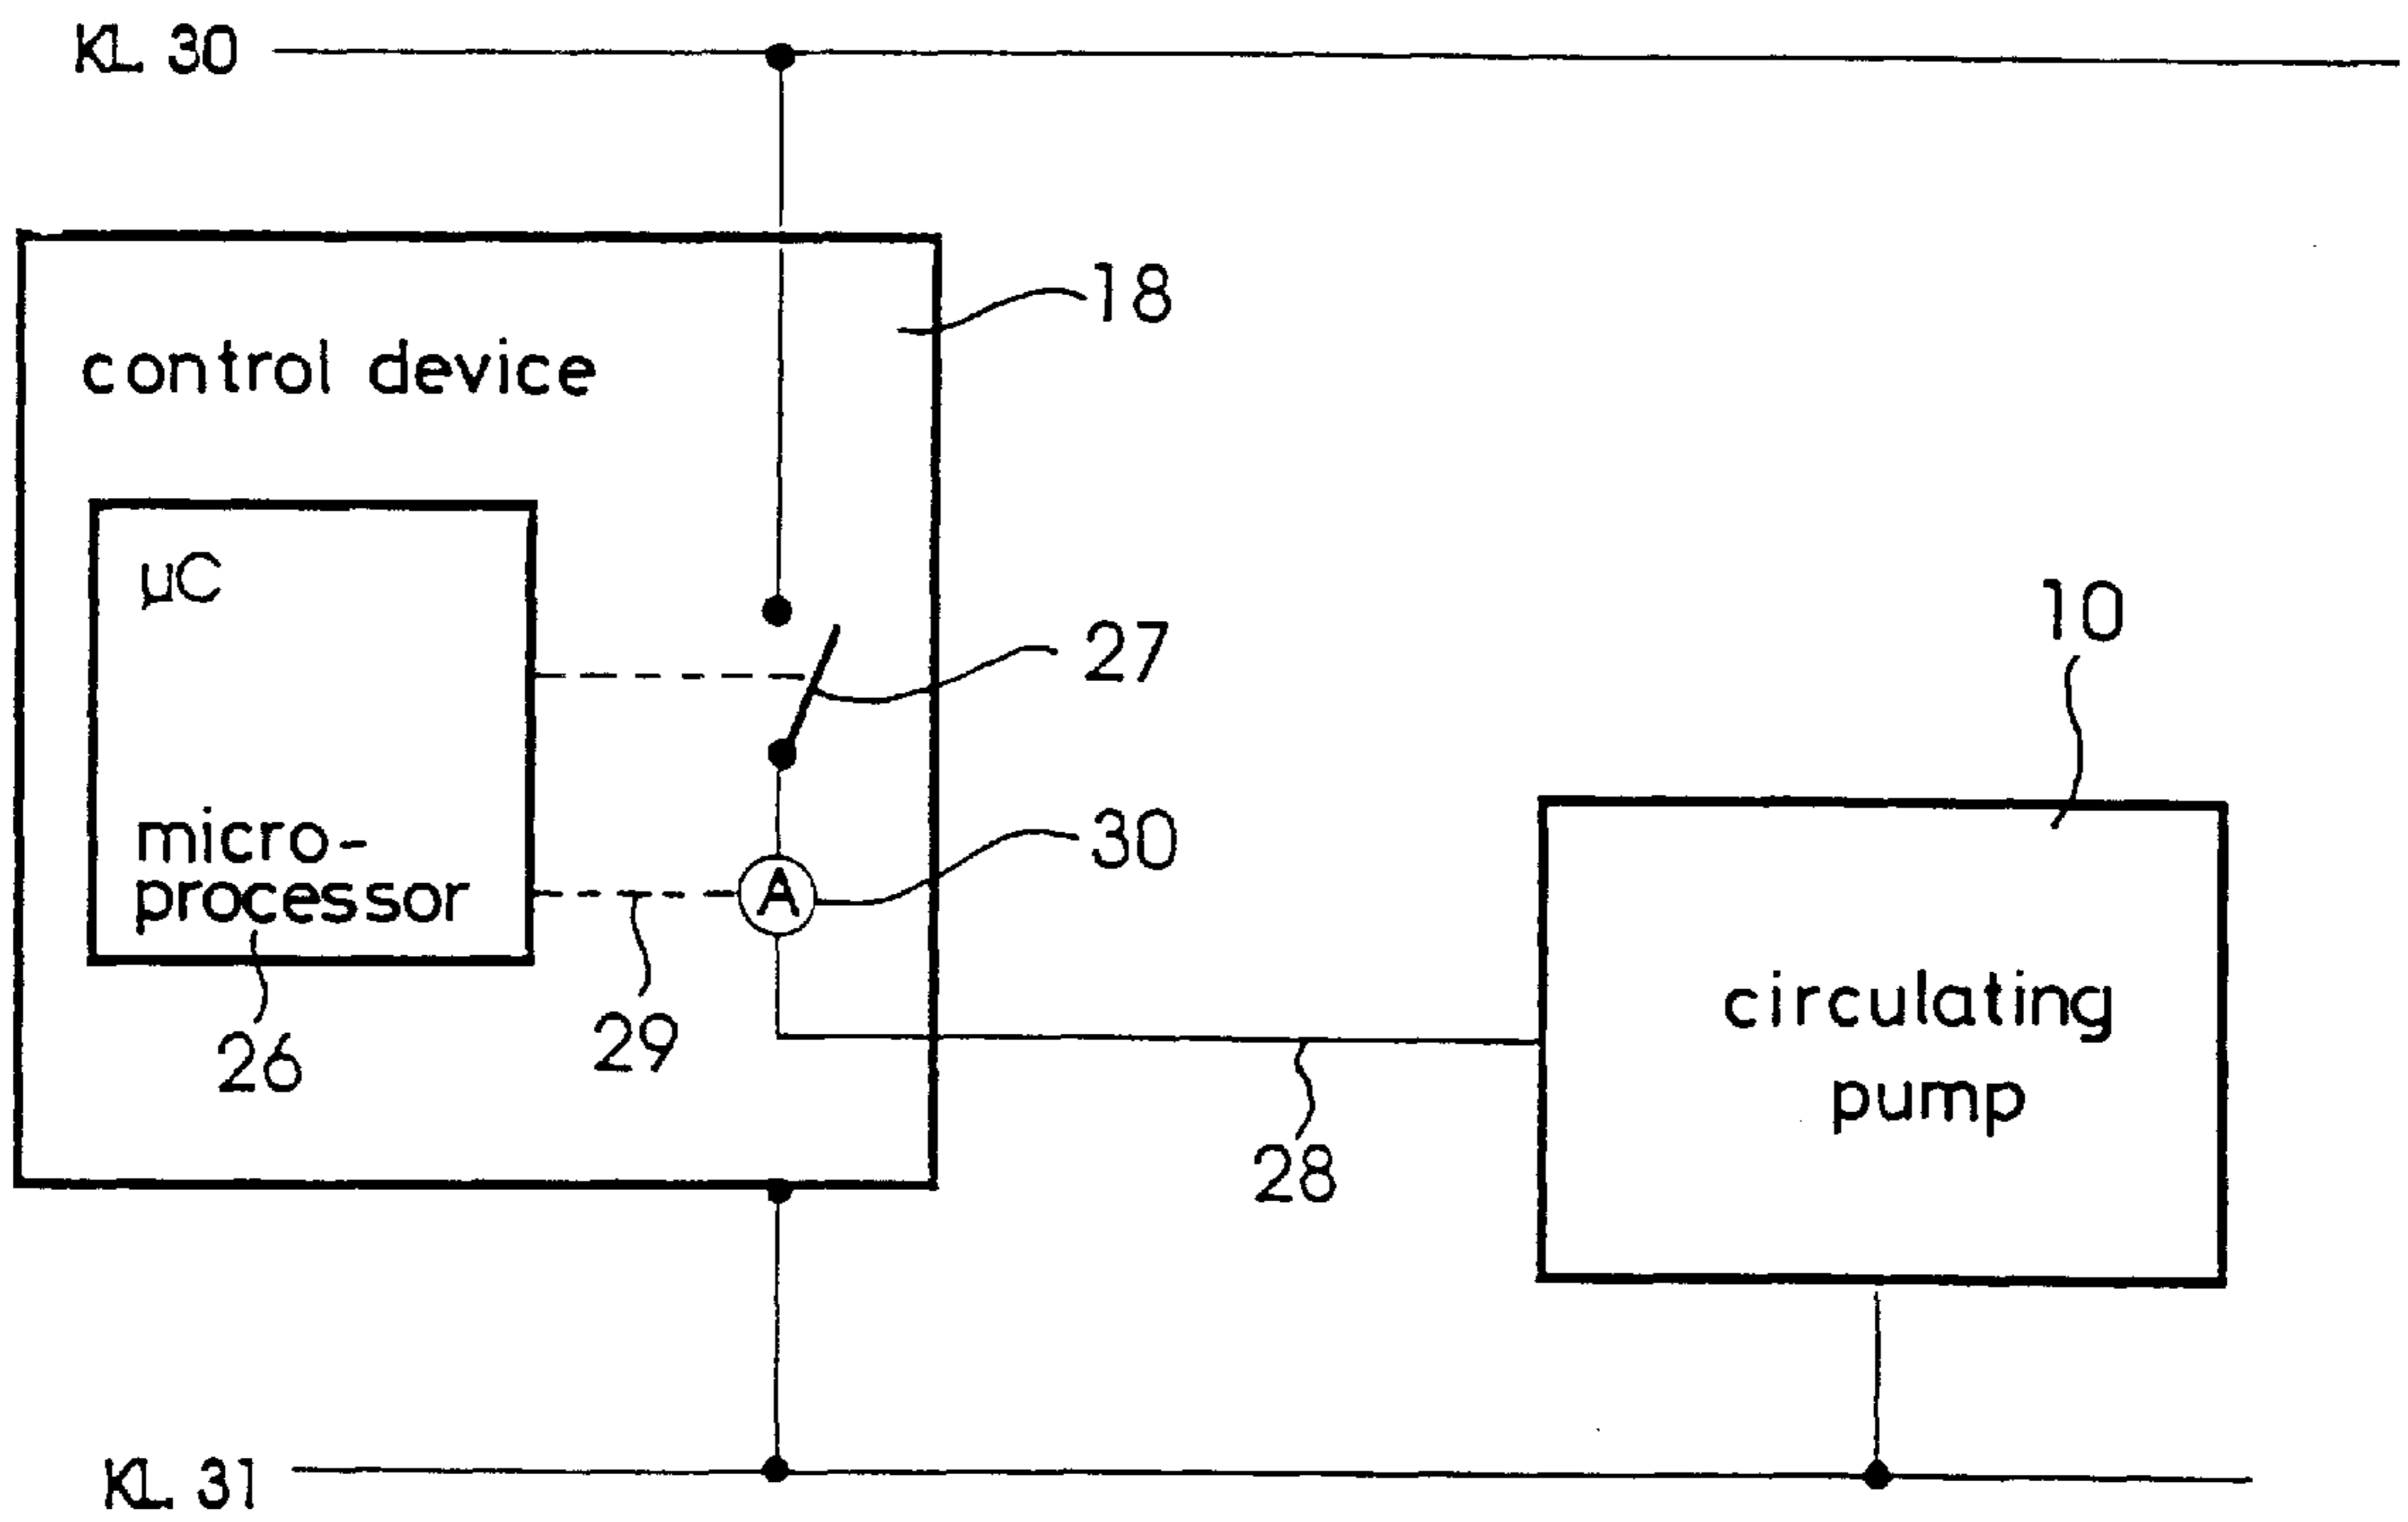 KL 30
18
control device
µC
27
10
micro-
processor
A
30
circulating
pump
29
26
28
KL 31